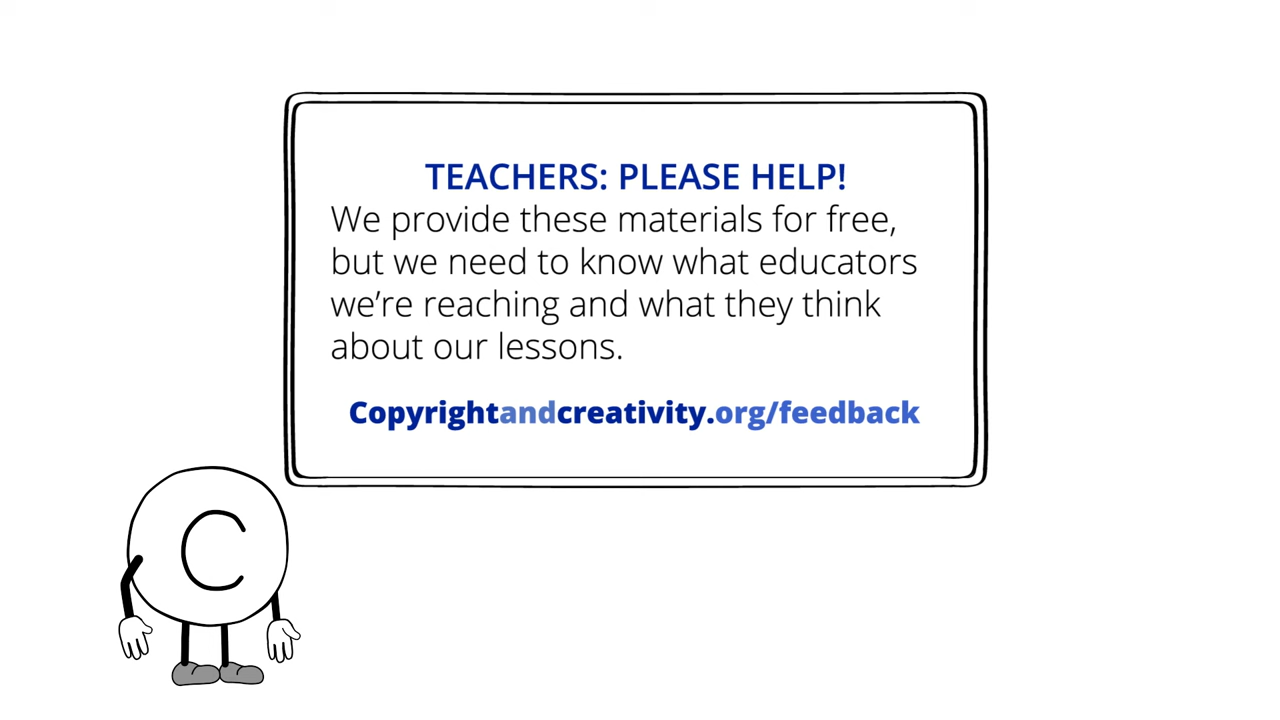 TEACHERS: PLEASE HELP!
We provide these materials for free,
but we need to know what educators
we’re reaching and what they think
about our lessons.
Copyrightandcreativity.org/feedback
C